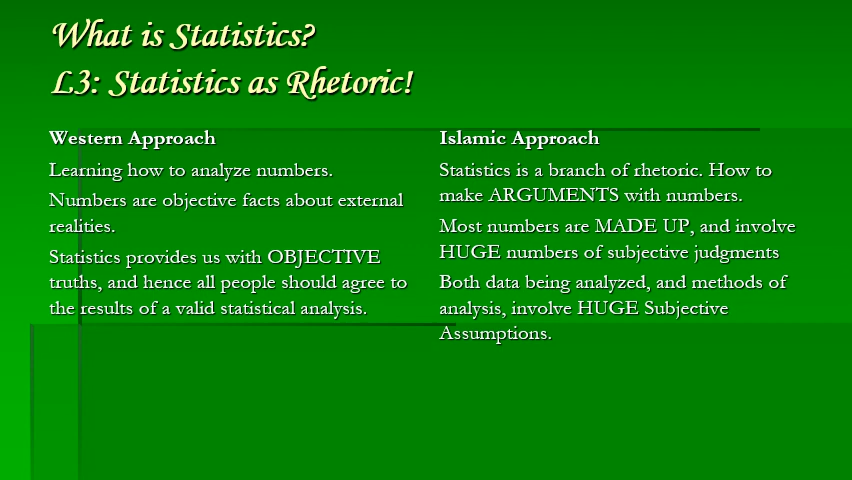 What is Statistics?
L3: Statistics as Rhetoric!
Western Approach
Learning how to analyze numbers.
Numbers are objective facts about external
realities.
Statistics provides us with OBJECTIVE
truths, and hence all people should agree to
the results of a valid statistical analysis.
Islamic Approach
Statistics is a branch of rhetoric. How to
make ARGUMENTS with numbers.
Most numbers are MADE UP, and involve
HUGE numbers of subjective judgments
Both data being analyzed, and methods of
analysis, involve HUGE Subjective
Assumptions.